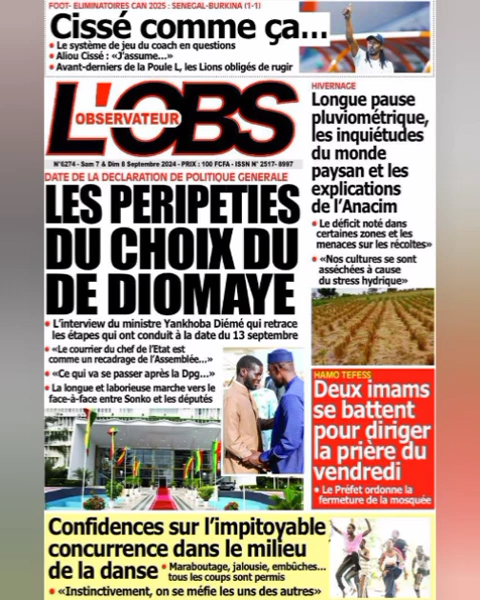 FOOT- ELIMINATOIRES CAN 2025 : SENEGAL-BURKINA (1-1)
Cissé comme ça...
• Le système de jeu du coach en questions
• Aliou Cissé : «J'assume...»
• Avant-derniers de la Poule L, les Lions obligés de rugir
L'OBS
OBSERVATEUR
N°6274 - Sam 7 & Dim 8 Septembre 2024 - PRIX : 100 FCFA - ISSN N° 2517- 8997
DATE DE LA DECLARATION DE POLITIQUE GENERALE
LES PERIPETIES
DU CHOIX DU
DE DIOMAYE
• L'interview du ministre Yankhoba Diémé qui retrace
les étapes qui ont conduit à la date du 13 septembre
• «Le courrier du chef de l'Etat est
comme un recadrage de l'Assemblée...»
• «Ce qui va se passer après la Dpg...»
• La longue et laborieuse marche vers le
face-à-face entre Sonko et les députés
HIVERNAGE
Longue pause
pluviométrique,
les inquiétudes
du monde
paysan et les
explications
de l'Anacim
• Le déficit noté dans
certaines zones et les
menaces sur les récoltes»
• «Nos cultures se sont
asséchées à cause
du stress hydrique»
HAMO TEFESS
Deux imams
se battent
pour diriger
la prière du
vendredi
• Le Préfet ordonne la
fermeture de la mosquée
Confidences sur l'impitoyable
concurrence dans le milieu
de la danse • Maraboutage, jalousie, embûches...
tous les coups sont permis
• «Instinctivement, on se méfie les uns des autres»